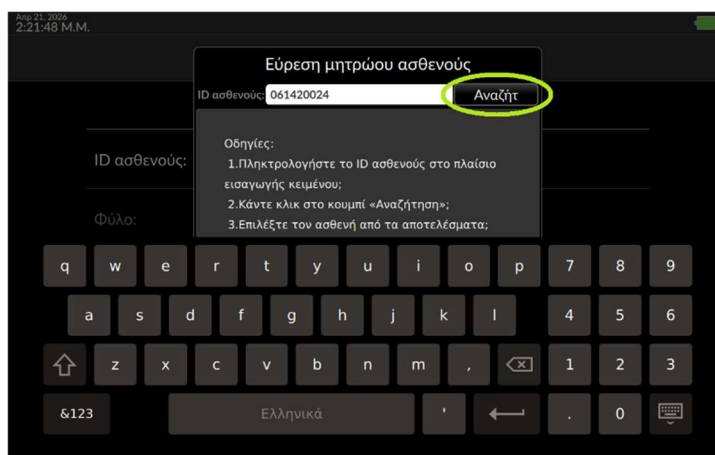 Απρ 21, 2026
2:21:48 Μ.Μ.
Εύρεση μητρώου ασθενούς
ID ασθενούς: 061420024 Αναζήτ
Οδηγίες:
1.Πληκτρολογήστε το ID ασθενούς στο πλαίσιο
εισαγωγής κειμένου;
2.Κάντε κλικ στο κουμπί «Αναζήτηση»;
3.Επιλέξτε τον ασθενή από τα αποτελέσματα;
ID ασθενούς:
Φύλο:
q w e r t y u i o p 7 8 9
a s d f g h j k l 4 5 6
z x c v b n m , 1 2 3
&123 Ελληνικά ' . 0